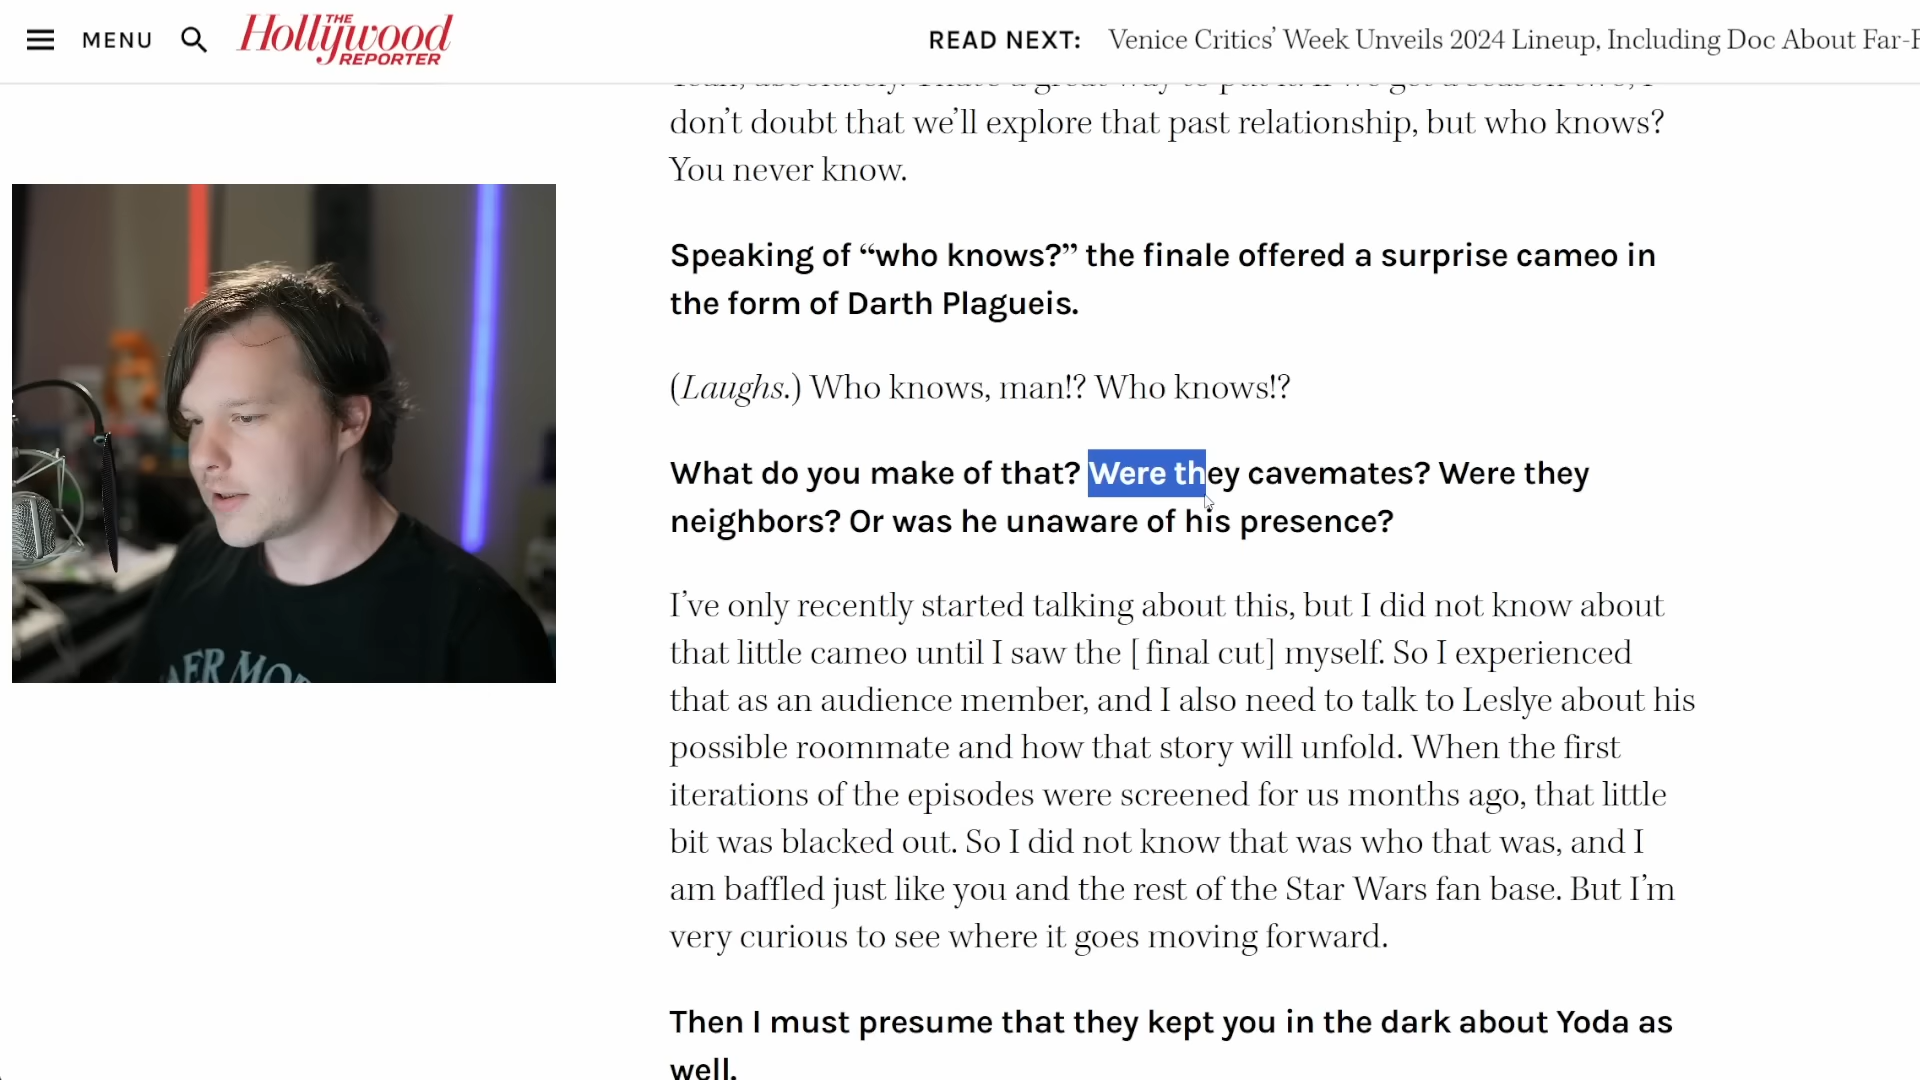 MENU
THE
Hollywood
REPORTER
READ NEXT: Venice Critics’ Week Unveils 2024 Lineup, Including Doc About Far-
Yeah, absolutely. That’s a great way to put it. If we get a season two, I
don’t doubt that we’ll explore that past relationship, but who knows?
You never know.
Speaking of “who knows?” the finale offered a surprise cameo in
the form of Darth Plagueis.
(Laughs.) Who knows, man!? Who knows!?
What do you make of that? Were they cavemates? Were they
neighbors? Or was he unaware of his presence?
I’ve only recently started talking about this, but I did not know about
that little cameo until I saw the [ final cut] myself. So I experienced
that as an audience member, and I also need to talk to Leslye about his
possible roommate and how that story will unfold. When the first
iterations of the episodes were screened for us months ago, that little
bit was blacked out. So I did not know that was who that was, and I
am baffled just like you and the rest of the Star Wars fan base. But I’m
very curious to see where it goes moving forward.
Then I must presume that they kept you in the dark about Yoda as
well.